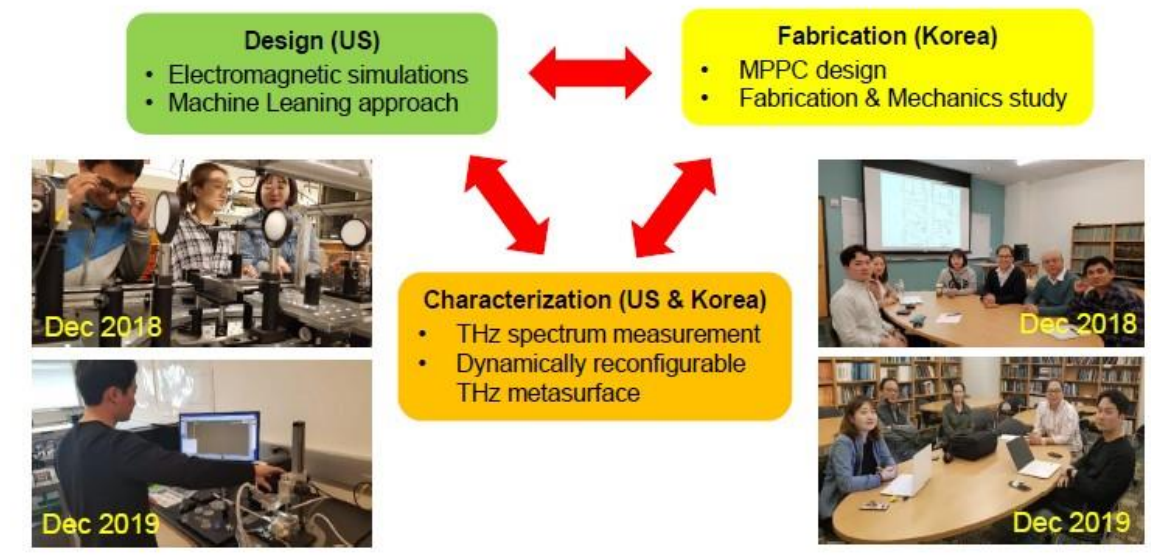 Design (US)
• Electromagnetic simulations
• Machine Leaning approach
Fabrication (Korea)
• MPPC design
• Fabrication & Mechanics study
Characterization (US & Korea)
• THz spectrum measurement
• Dynamically reconfigurable
THz metasurface
Dec 2018
Dec 2018
Dec 2019
Dec 2019